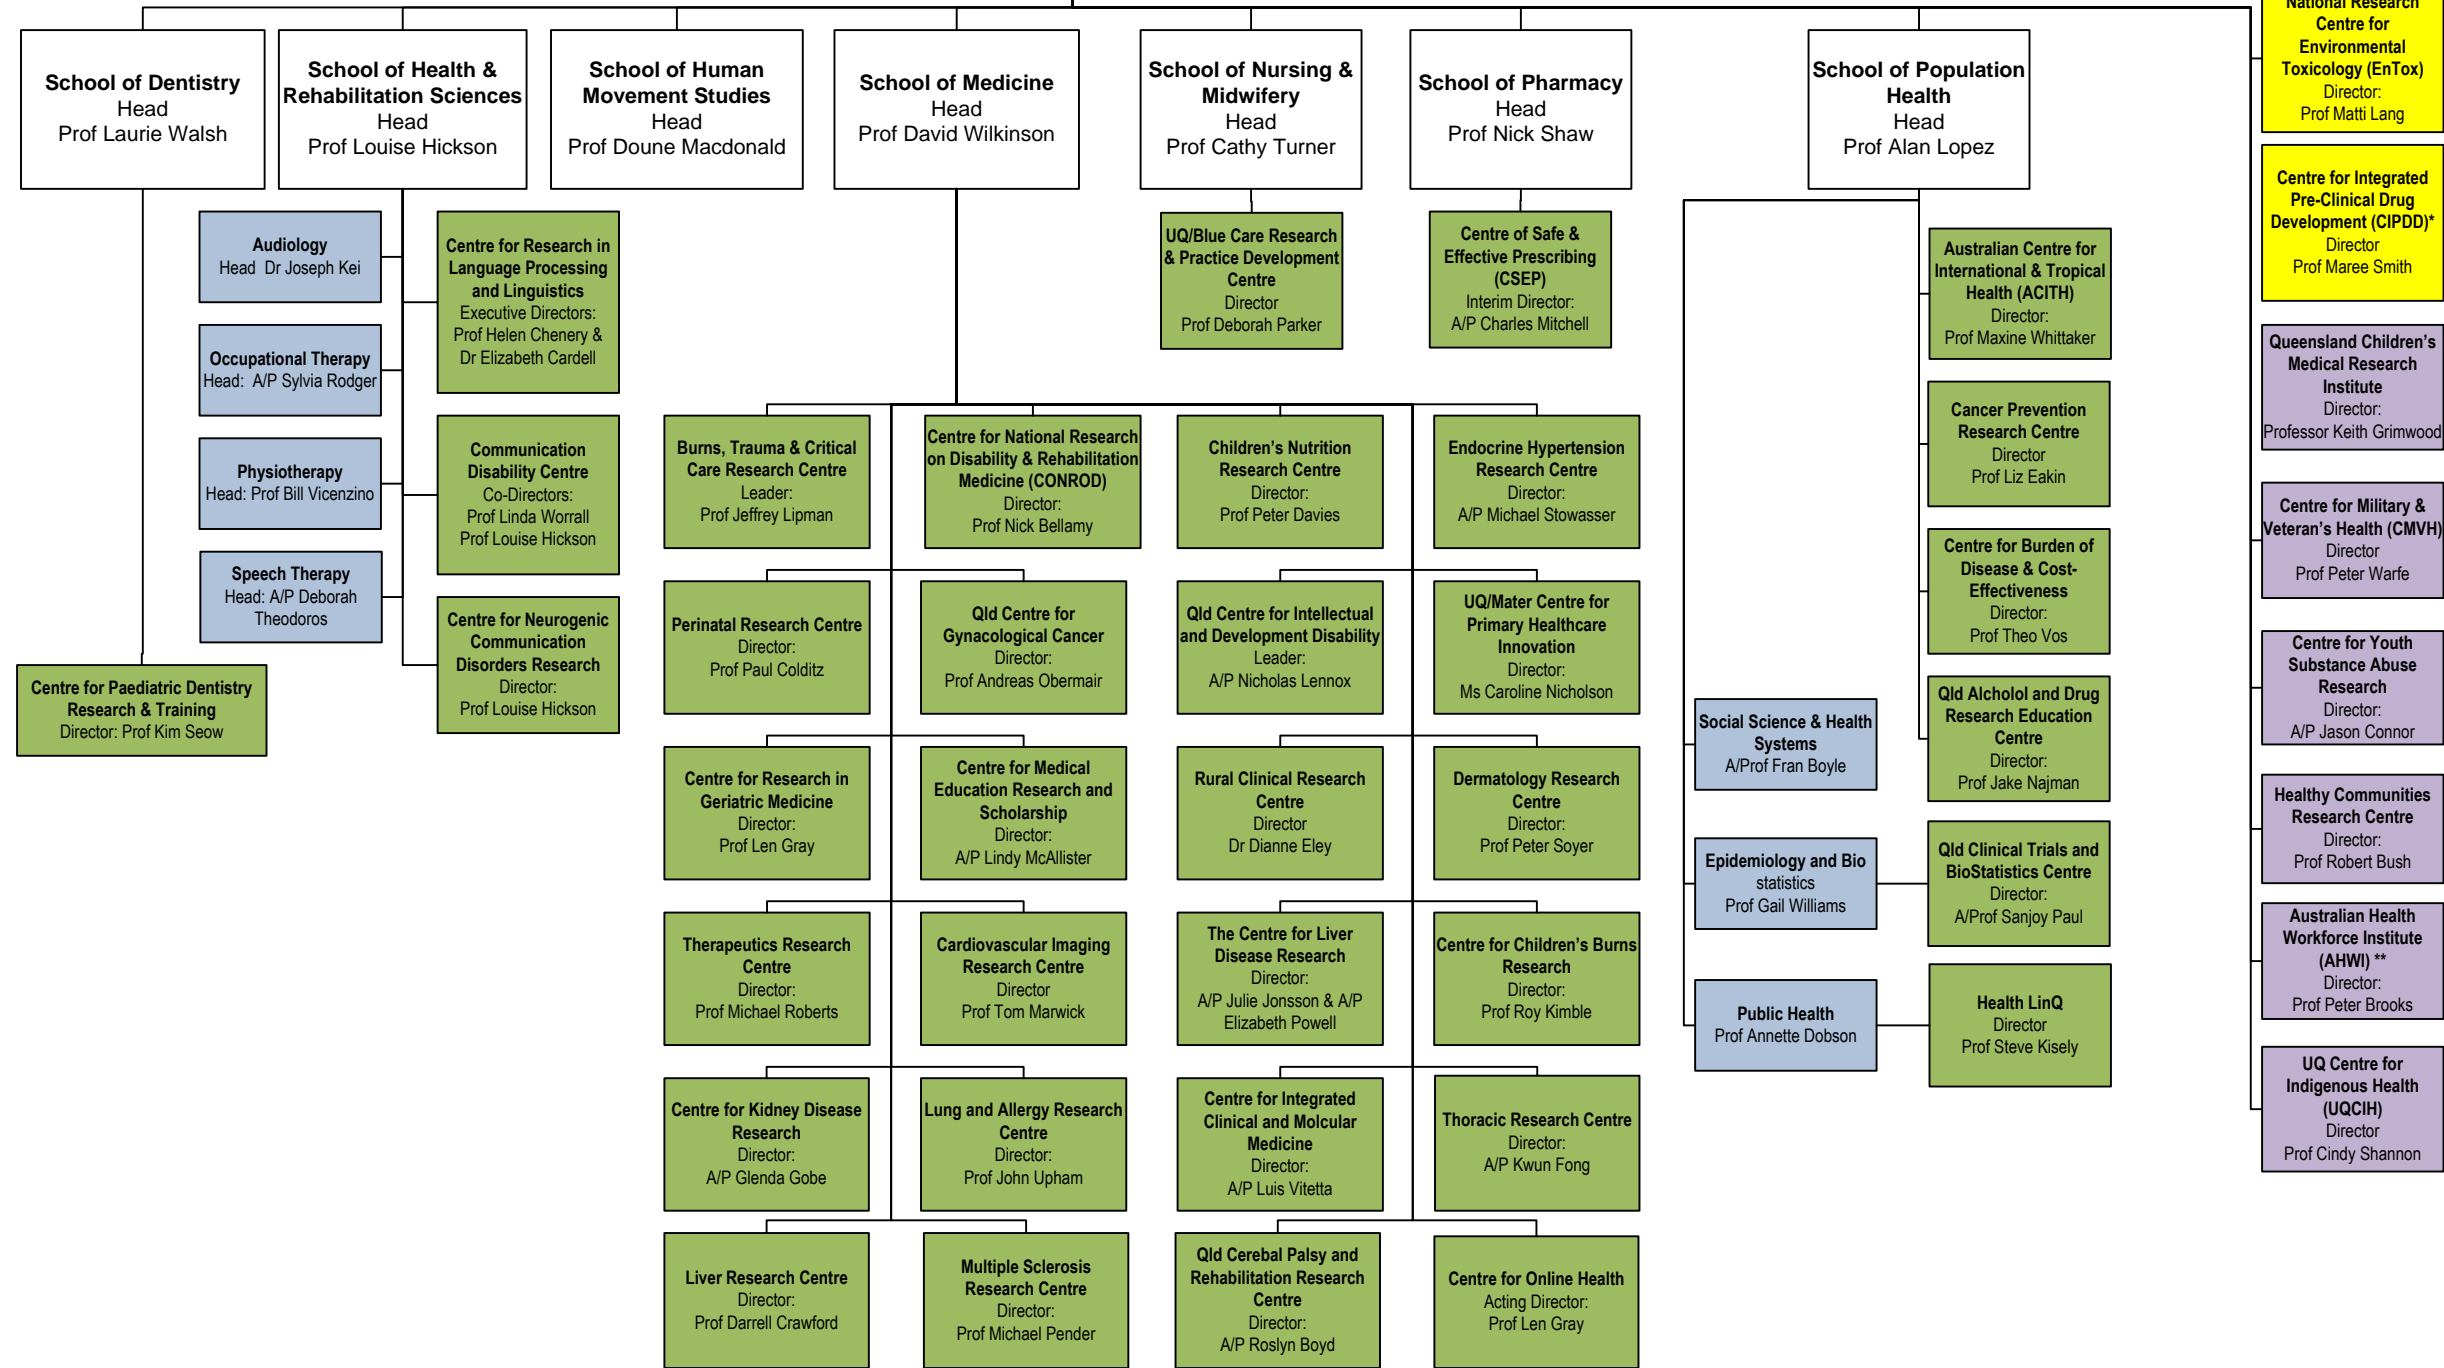 School of Dentistry
Head
Prof Laurie Walsh
School of Health &
Rehabilitation Sciences
Head
Prof Louise Hickson
School of Human
Movement Studies
Head
Prof Doune Macdonald
School of Medicine
Head
Prof David Wilkinson
School of Nursing &
Midwifery
Head
Prof Cathy Turner
School of Pharmacy
Head
Prof Nick Shaw
School of Population
Health
Head
Prof Alan Lopez
National Research
Centre for
Environmental
Toxicology (EnTox)
Director:
Prof Matti Lang
Centre for Integrated
Pre-Clinical Drug
Development (CIPDD)*
Director
Prof Maree Smith
Queensland Children's
Medical Research
Institute
Director:
Professor Keith Grimwood
Centre for Military &
Veteran's Health (CMVH)
Director
Prof Peter Warfe
Centre for Youth
Substance Abuse
Research
Director:
A/P Jason Connor
Healthy Communities
Research Centre
Director:
Prof Robert Bush
Australian Health
Workforce Institute
(AHWI) **
Director:
Prof Peter Brooks
UQ Centre for
Indigenous Health
(UQCIH)
Director
Prof Cindy Shannon
Audiology
Head  Dr Joseph Kei
Occupational Therapy
Head:  A/P Sylvia Rodger
Physiotherapy
Head: Prof Bill Vicenzino
Speech Therapy
Head: A/P Deborah
Theodoros
Centre for Research in
Language Processing
and Linguistics
Executive Directors:
Prof Helen Chenery &
Dr Elizabeth Cardell
Communication
Disability Centre
Co-Directors:
Prof Linda Worrall
Prof Louise Hickson
Centre for Neurogenic
Communication
Disorders Research
Director:
Prof Louise Hickson
Centre for Paediatric Dentistry
Research & Training
Director: Prof Kim Seow
UQ/Blue Care Research
& Practice Development
Centre
Director
Prof Deborah Parker
Centre of Safe &
Effective Prescribing
(CSEP)
Interim Director:
A/P Charles Mitchell
Burns, Trauma & Critical
Care Research Centre
Leader:
Prof Jeffrey Lipman
Centre for National Research
on Disability & Rehabilitation
Medicine (CONROD)
Director:
Prof Nick Bellamy
Children's Nutrition
Research Centre
Director:
Prof Peter Davies
Endocrine Hypertension
Research Centre
Director:
A/P Michael Stowasser
Perinatal Research Centre
Director:
Prof Paul Colditz
Qld Centre for
Gynacological Cancer
Director:
Prof Andreas Obermair
Qld Centre for Intellectual
and Development Disability
Leader:
A/P Nicholas Lennox
UQ/Mater Centre for
Primary Healthcare
Innovation
Director:
Ms Caroline Nicholson
Centre for Research in
Geriatric Medicine
Director:
Prof Len Gray
Centre for Medical
Education Research and
Scholarship
Director:
A/P Lindy McAllister
Rural Clinical Research
Centre
Director
Dr Dianne Eley
Dermatology Research
Centre
Director:
Prof Peter Soyer
Therapeutics Research
Centre
Director:
Prof Michael Roberts
Cardiovascular Imaging
Research Centre
Director
Prof Tom Marwick
The Centre for Liver
Disease Research
Director:
A/P Julie Jonsson & A/P
Elizabeth Powell
Centre for Children's Burns
Research
Director:
Prof Roy Kimble
Centre for Kidney Disease
Research
Director:
A/P Glenda Gobe
Lung and Allergy Research
Centre
Director:
Prof John Upham
Centre for Integrated
Clinical and Molcular
Medicine
Director:
A/P Luis Vitetta
Thoracic Research Centre
Director:
A/P Kwun Fong
Liver Research Centre
Director:
Prof Darrell Crawford
Multiple Sclerosis
Research Centre
Director:
Prof Michael Pender
Qld Cerebal Palsy and
Rehabilitation Research
Centre
Director:
A/P Roslyn Boyd
Centre for Online Health
Acting Director:
Prof Len Gray
Australian Centre for
International & Tropical
Health (ACITH)
Director:
Prof Maxine Whittaker
Cancer Prevention
Research Centre
Director
Prof Liz Eakin
Centre for Burden of
Disease & Cost-
Effectiveness
Director:
Prof Theo Vos
Qld Alcholol and Drug
Research Education
Centre
Director:
Prof Jake Najman
Social Science & Health
Systems
A/Prof Fran Boyle
Epidemiology and Bio
statistics
Prof Gail Williams
Qld Clinical Trials and
BioStatistics Centre
Director:
A/Prof Sanjoy Paul
Public Health
Prof Annette Dobson
Health LinQ
Director
Prof Steve Kisely